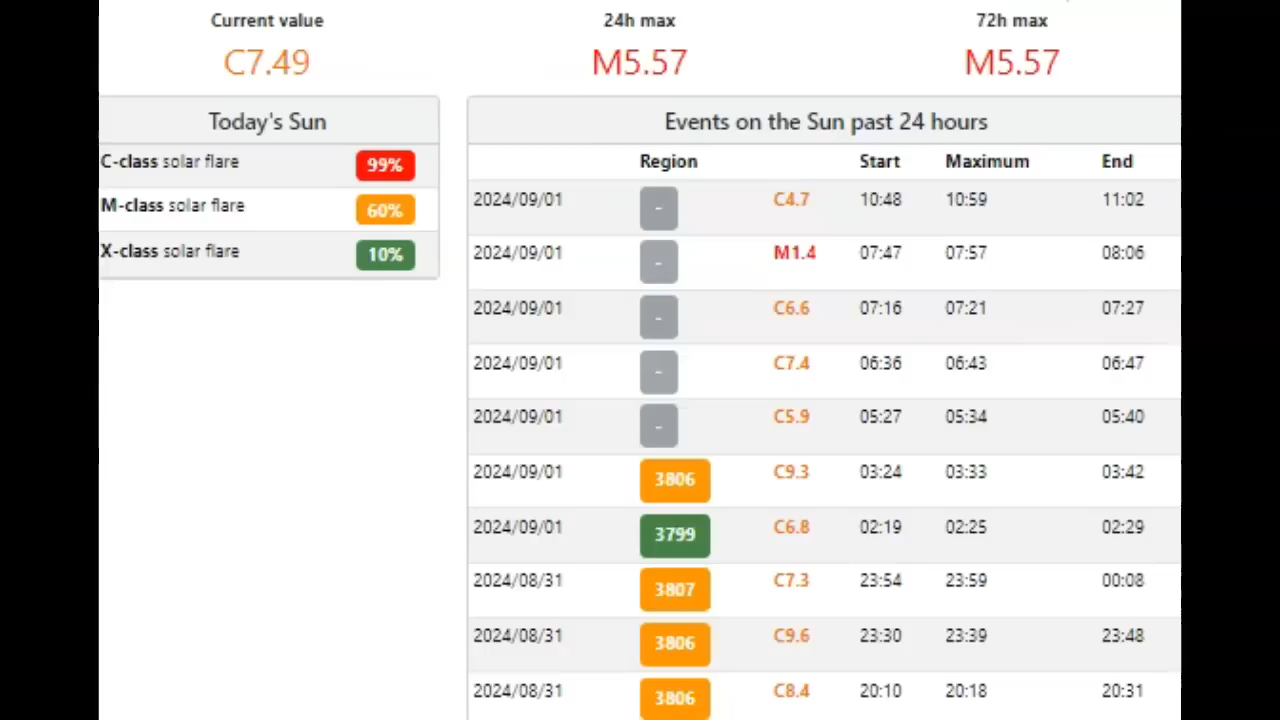 Current value 24h max 72h max
C7.49 M5.57 M5.57
Today's Sun
C-class solar flare 99%
M-class solar flare 60%
X-class solar flare 10%
Events on the Sun past 24 hours
Region Start Maximum End
2024/09/01 - C4.7 10:48 10:59 11:02
2024/09/01 - M1.4 07:47 07:57 08:06
2024/09/01 - C6.6 07:16 07:21 07:27
2024/09/01 - C7.4 06:36 06:43 06:47
2024/09/01 - C5.9 05:27 05:34 05:40
2024/09/01 3806 C9.3 03:24 03:33 03:42
2024/09/01 3799 C6.8 02:19 02:25 02:29
2024/08/31 3807 C7.3 23:54 23:59 00:08
2024/08/31 3806 C9.6 23:30 23:39 23:48
2024/08/31 3806 C8.4 20:10 20:18 20:31